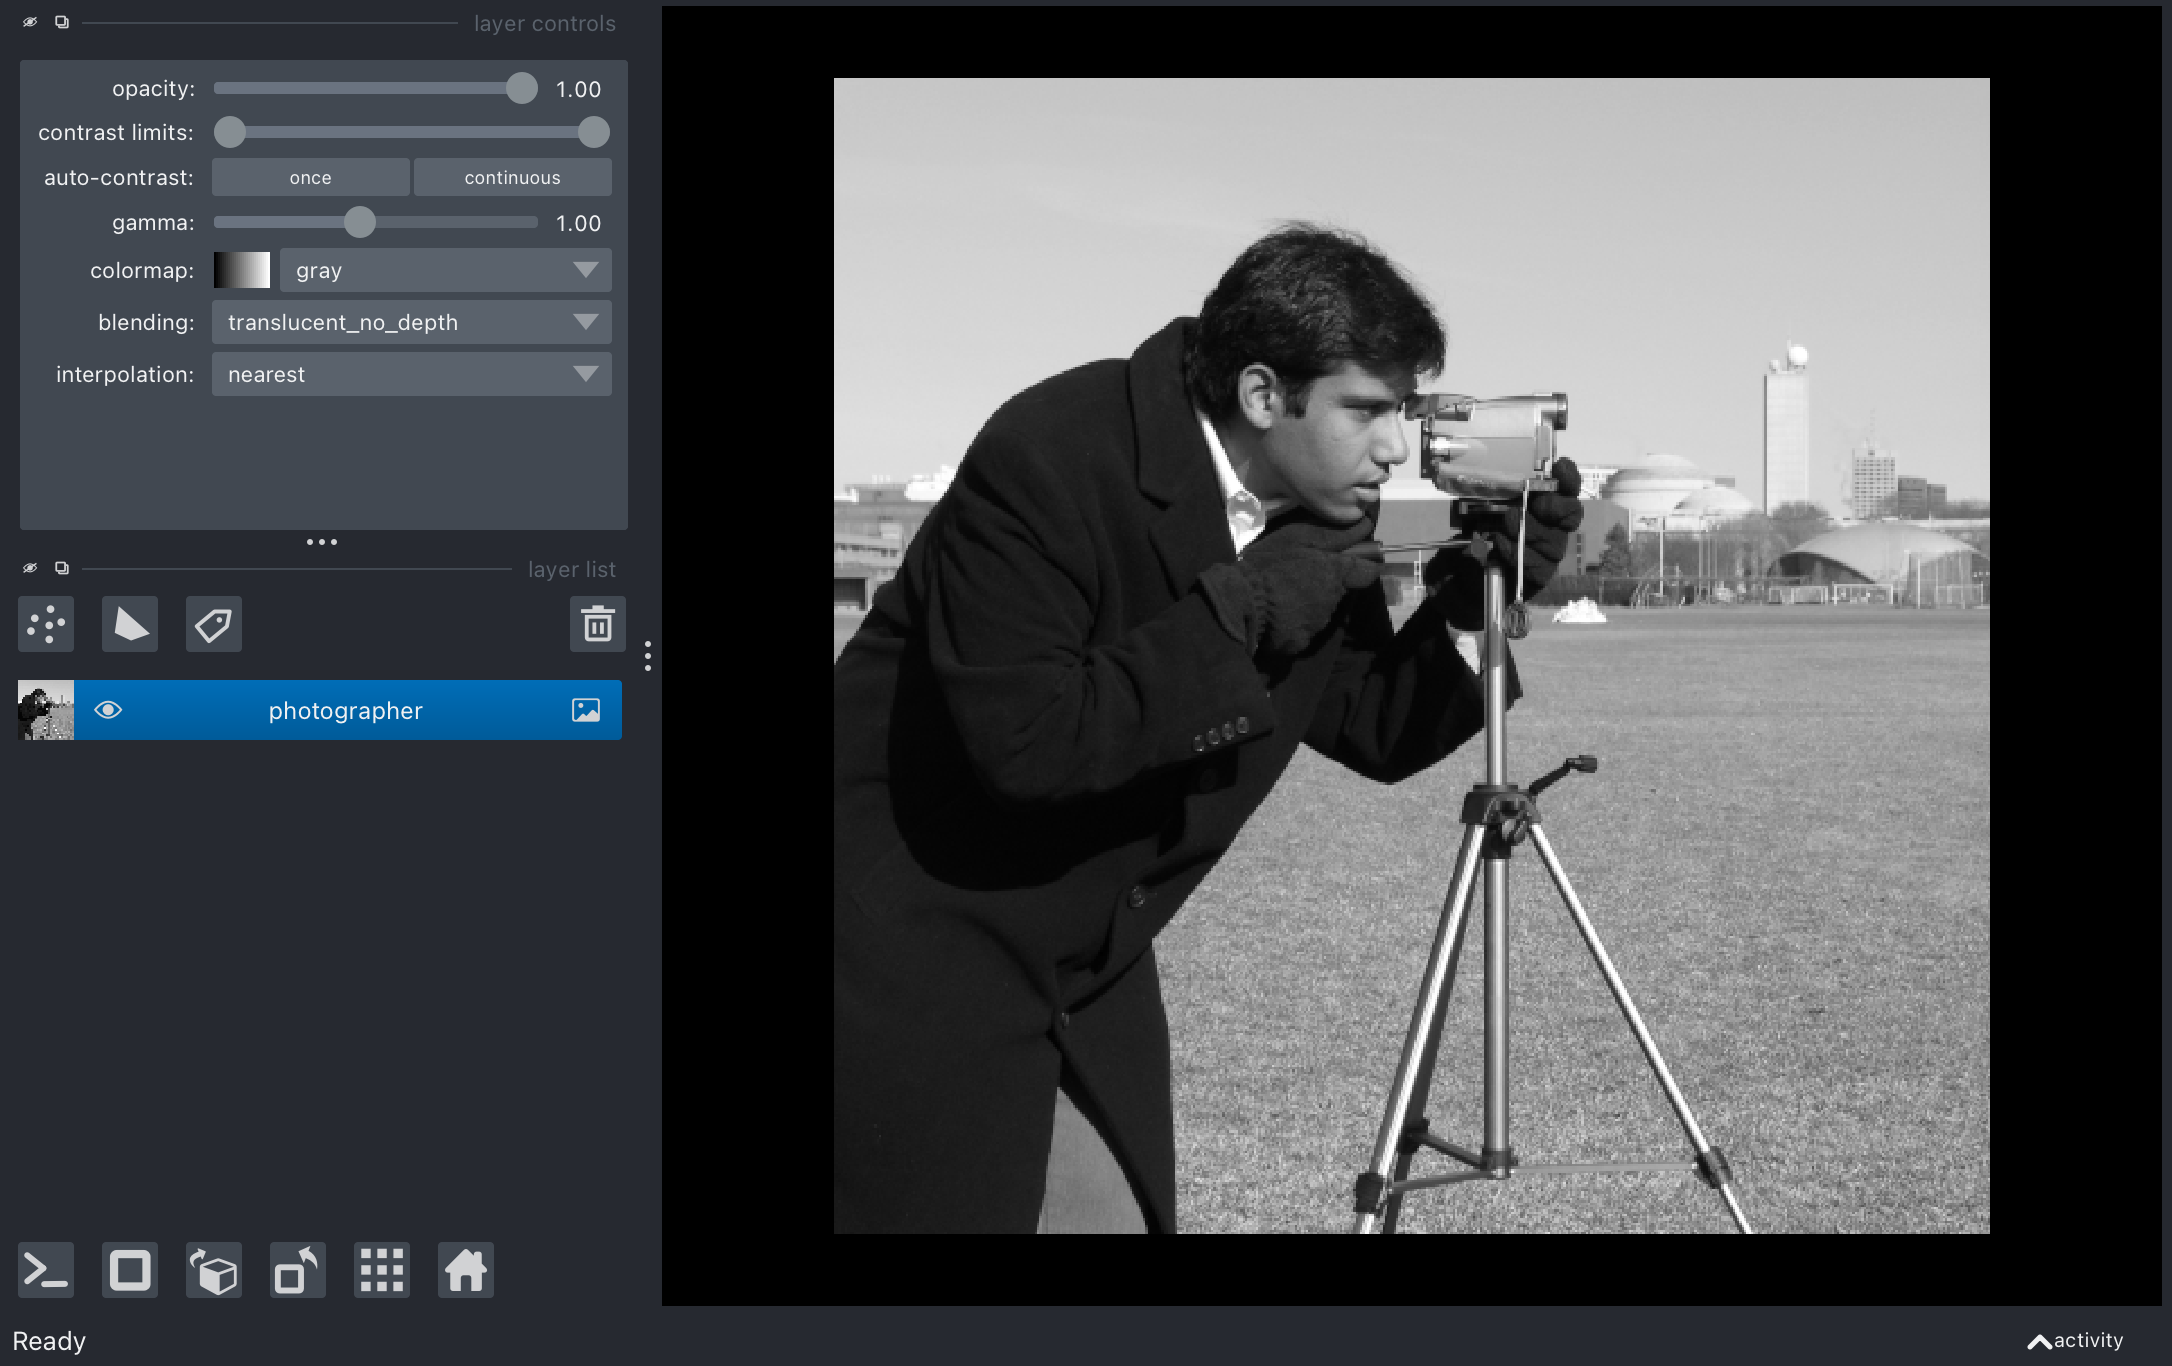 layer controls
opacity: 1.00
contrast limits:
auto-contrast: once continuous
gamma: 1.00
colormap: gray
blending: translucent_no_depth
interpolation: nearest
layer list
photographer
Ready
activity